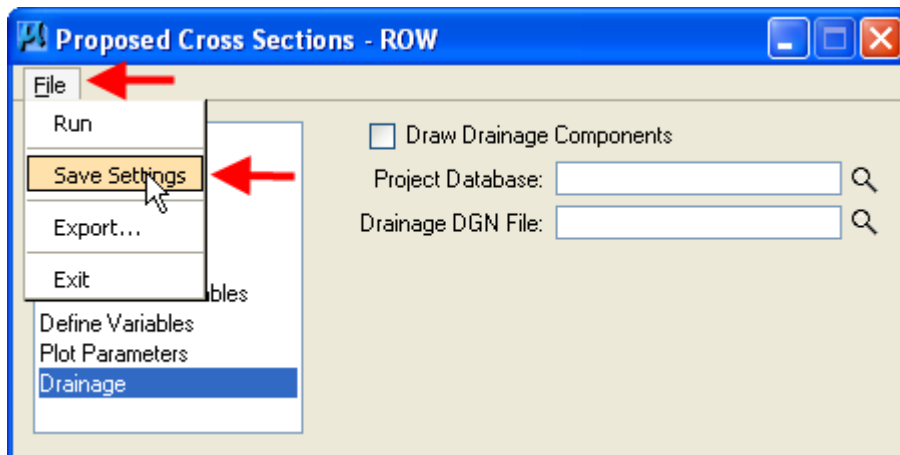 Proposed Cross Sections - ROW
File
Run
Save Settings
Export...
Exit
Draw Drainage Components
Project Database:
Drainage DGN File:
bles
Define Variables
Plot Parameters
Drainage